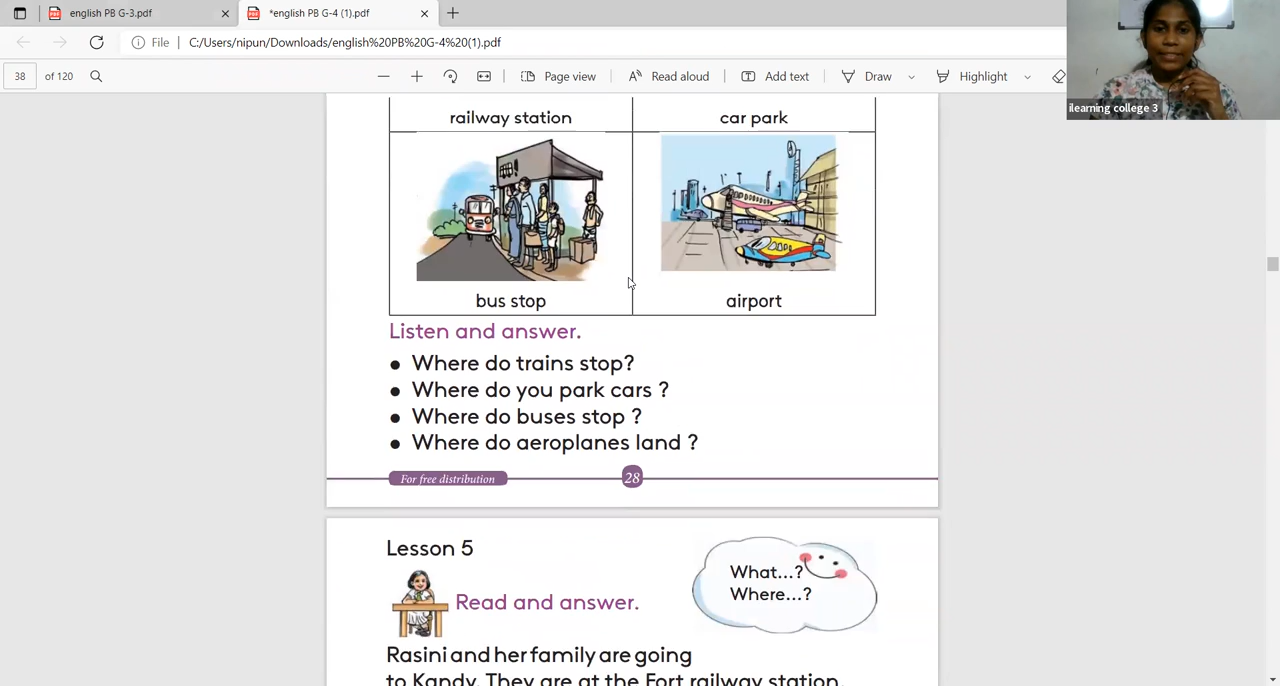 english PB G-3.pdf
*english PB G-4 (1).pdf
File
C:/Users/nipun/Downloads/english%20PB%20G-4%20(1).pdf
38 of 120
Page view
Read aloud
Add text
Draw
Highlight
ilearning college 3
railway station
car park
bus stop
airport
Listen and answer.
● Where do trains stop?
● Where do you park cars ?
● Where do buses stop ?
● Where do aeroplanes land ?
For free distribution
28
Lesson 5
What...?
Where...?
Read and answer.
Rasini and her family are going
to Kandy. They are at the Fort railway station.